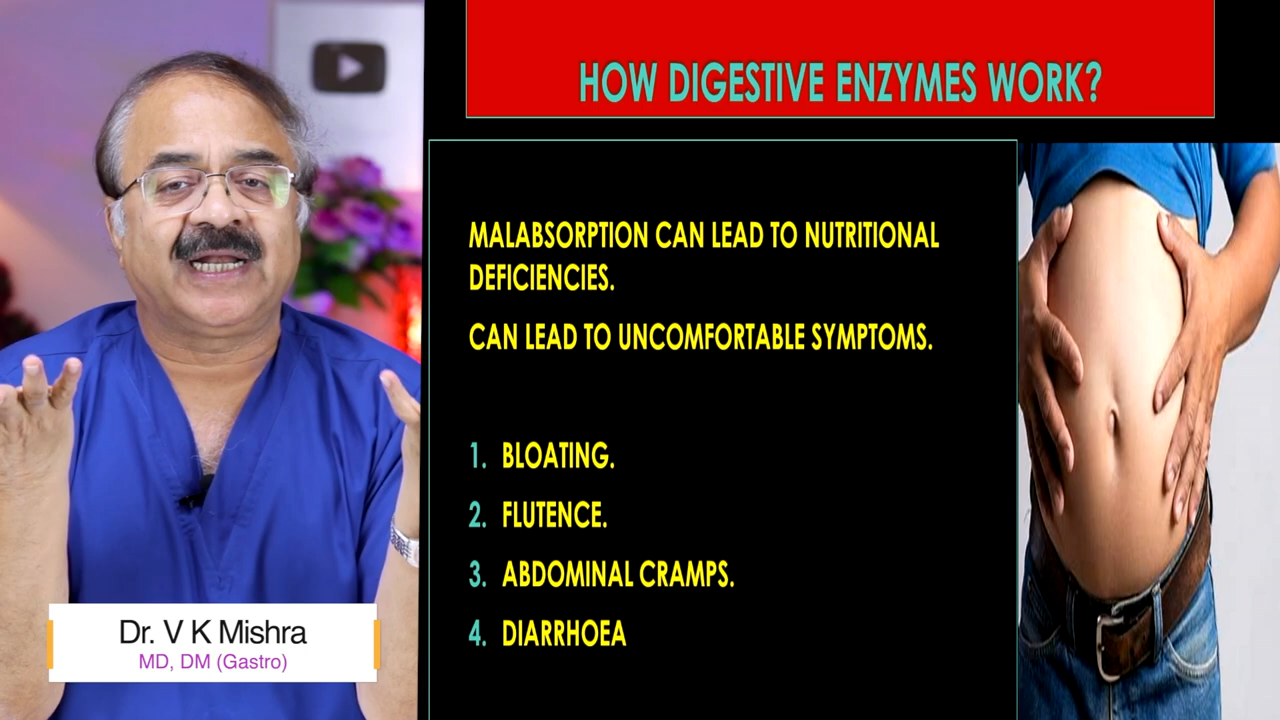 HOW DIGESTIVE ENZYMES WORK?
MALABSORPTION CAN LEAD TO NUTRITIONAL
DEFICIENCIES.
CAN LEAD TO UNCOMFORTABLE SYMPTOMS.
1. BLOATING.
2. FLUTENCE.
3. ABDOMINAL CRAMPS.
4. DIARRHOEA
Dr. V K Mishra
MD, DM (Gastro)